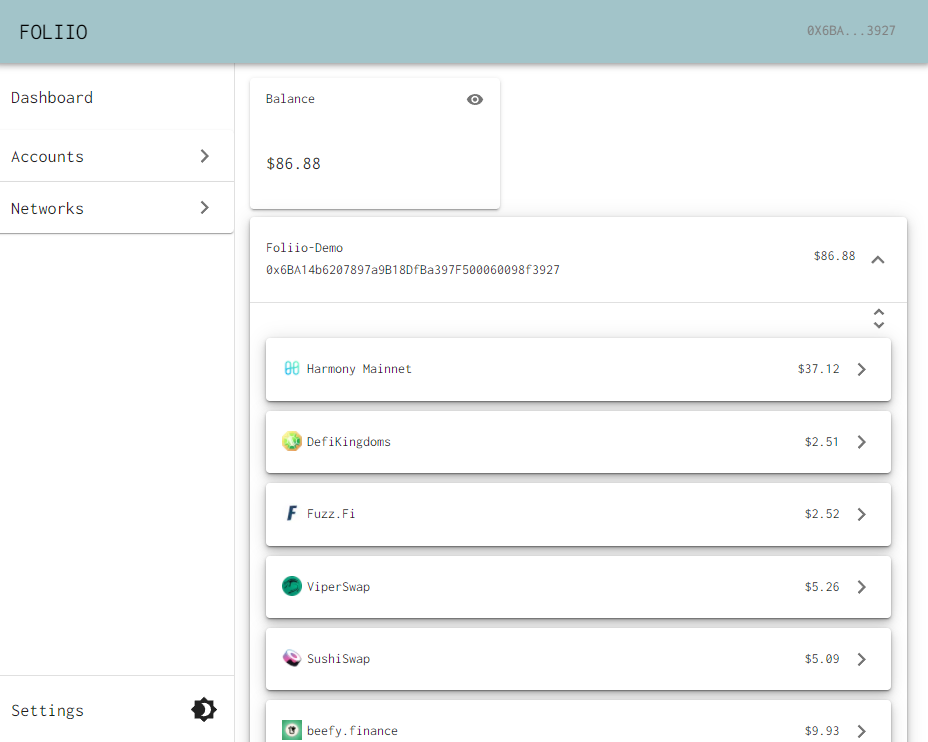 FOLIIO
0X6BA...3927
Dashboard
Accounts
Networks
Settings
Balance
$86.88
Foliio-Demo
0x6BA14b6207897a9B18DfBa397F500060098f3927
$86.88
Harmony Mainnet $37.12
DefiKingdoms $2.51
Fuzz.Fi $2.52
ViperSwap $5.26
SushiSwap $5.09
beefy.finance $9.93